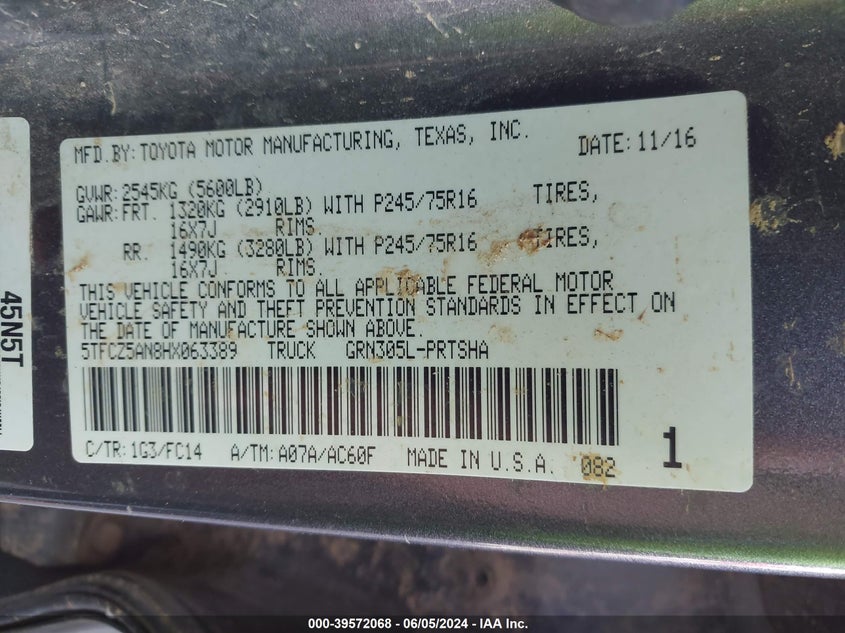 MFD.BY: TOYOTA MOTOR MANUFACTURING, TEXAS, INC. DATE: 11/16
GVWR: 2545KG (5600LB)
GAWR: FRT. 1320KG (2910LB) WITH P245/75R16 TIRES,
16X7J RIMS.
RR. 1490KG (3280LB) WITH P245/75R16 TIRES,
16X7J RIMS.
THIS VEHICLE CONFORMS TO ALL APPLICABLE FEDERAL MOTOR
VEHICLE SAFETY AND THEFT PREVENTION STANDARDS IN EFFECT ON
THE DATE OF MANUFACTURE SHOWN ABOVE.
5TFCZ5AN8HX063389 TRUCK GRN305L-PRTSHA
C/TR: 1G3/FC14 A/TM: A07A/AC60F MADE IN U.S.A. 082 1
45N5T
000-39572068 - 06/05/2024 - IAA Inc.